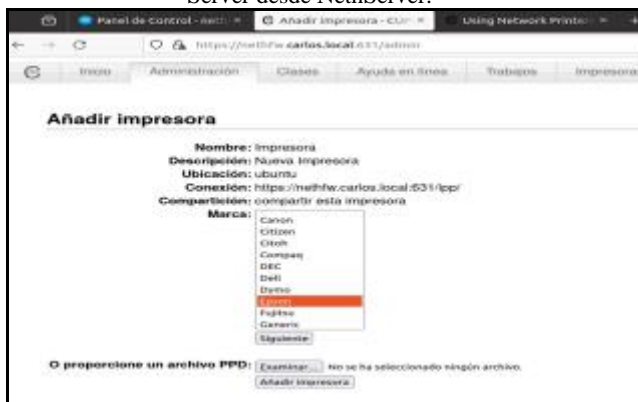 Server desde NethServer.
Panel de Control - Neth
Añadir impresora - CUP
Using Network Printe
https://nethfw.carlos.local:631/admin
Inicio
Administración
Clases
Ayuda en línea
Trabajos
Impresoras
Añadir impresora
Nombre: Impresora
Descripción: Nueva Impresora
Ubicación: ubuntu
Conexión: https://nethfw.carlos.local:631/ipp/
Compartición: compartir esta impresora
Marca:
Canon
Citizen
Citoh
Compaq
DEC
Dell
Dymo
Epson
Fujitsu
Generic
Siguiente
O proporcione un archivo PPD: Examinar... No se ha seleccionado ningún archivo.
Añadir impresora